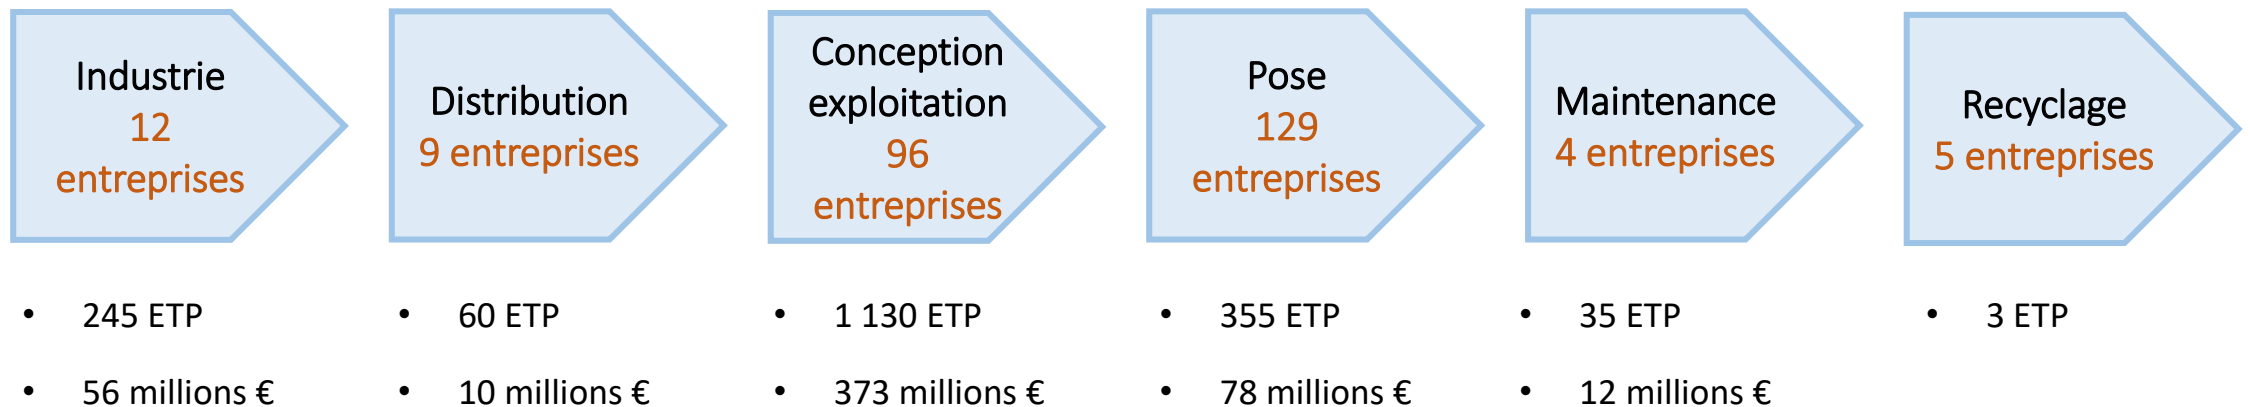 Industrie
12
entreprises
Distribution
9 entreprises
Conception
exploitation
96
entreprises
Pose
129
entreprises
Maintenance
4 entreprises
Recyclage
5 entreprises
• 245 ETP
• 56 millions €
• 60 ETP
• 10 millions €
• 1 130 ETP
• 373 millions €
• 355 ETP
• 78 millions €
• 35 ETP
• 12 millions €
• 3 ETP